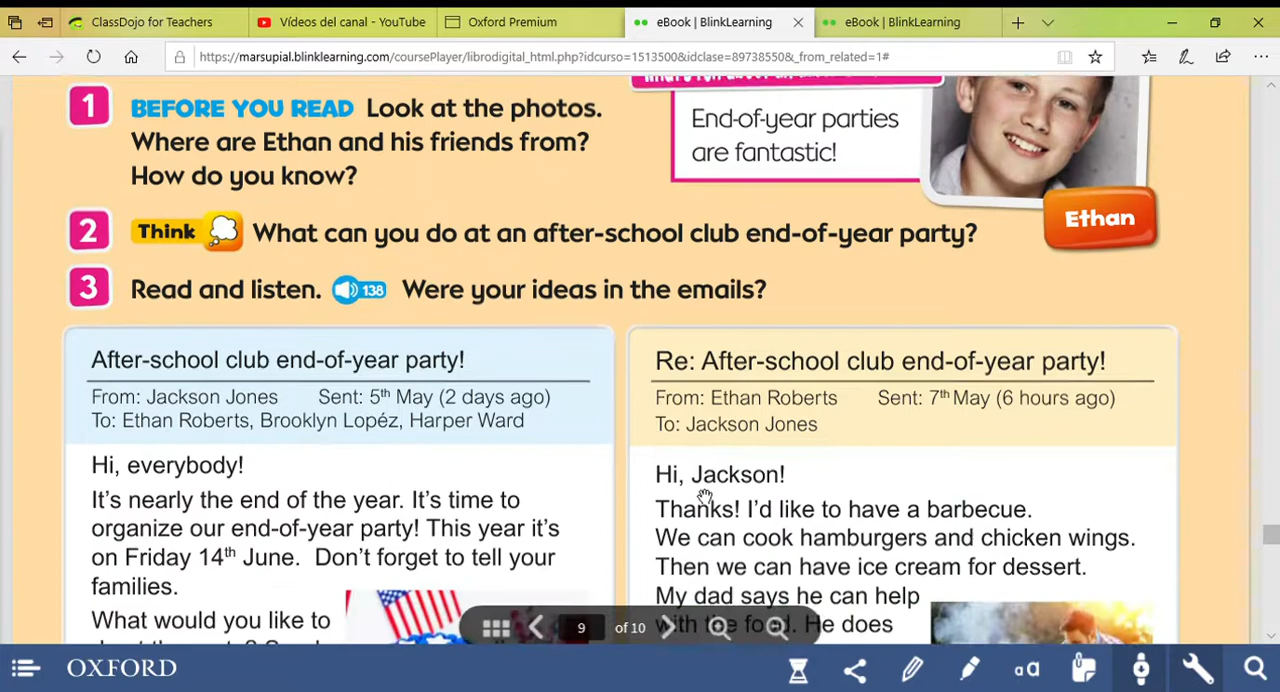 ClassDojo for Teachers
Vídeos del canal - YouTube
Oxford Premium
eBook | BlinkLearning
eBook | BlinkLearning
https://marsupial.blinklearning.com/coursePlayer/librodigital_html.php?idcurso=1513500&idclase=89738550&_from_related=1#
1 BEFORE YOU READ Look at the photos.
Where are Ethan and his friends from?
How do you know?
End-of-year parties
are fantastic!
Ethan
2 Think What can you do at an after-school club end-of-year party?
3 Read and listen. 138 Were your ideas in the emails?
After-school club end-of-year party!
From: Jackson Jones Sent: 5th May (2 days ago)
To: Ethan Roberts, Brooklyn Lopéz, Harper Ward
Hi, everybody!
It's nearly the end of the year. It's time to
organize our end-of-year party! This year it's
on Friday 14th June. Don't forget to tell your
families.
What would you like to
Re: After-school club end-of-year party!
From: Ethan Roberts Sent: 7th May (6 hours ago)
To: Jackson Jones
Hi, Jackson!
Thanks! I'd like to have a barbecue.
We can cook hamburgers and chicken wings.
Then we can have ice cream for dessert.
My dad says he can help
with the food. He does
9 of 10
OXFORD
aA